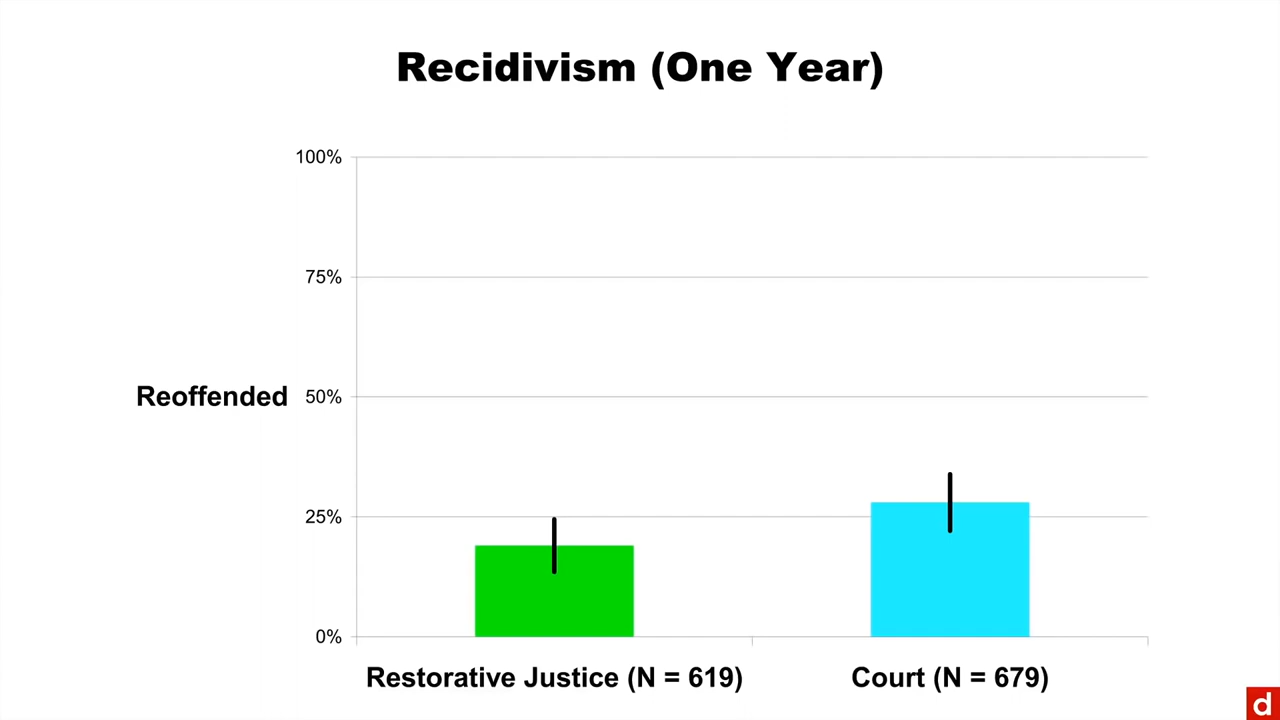 Recidivism (One Year)
100%
75%
Reoffended 50%
25%
0%
Restorative Justice (N = 619) Court (N = 679)
d